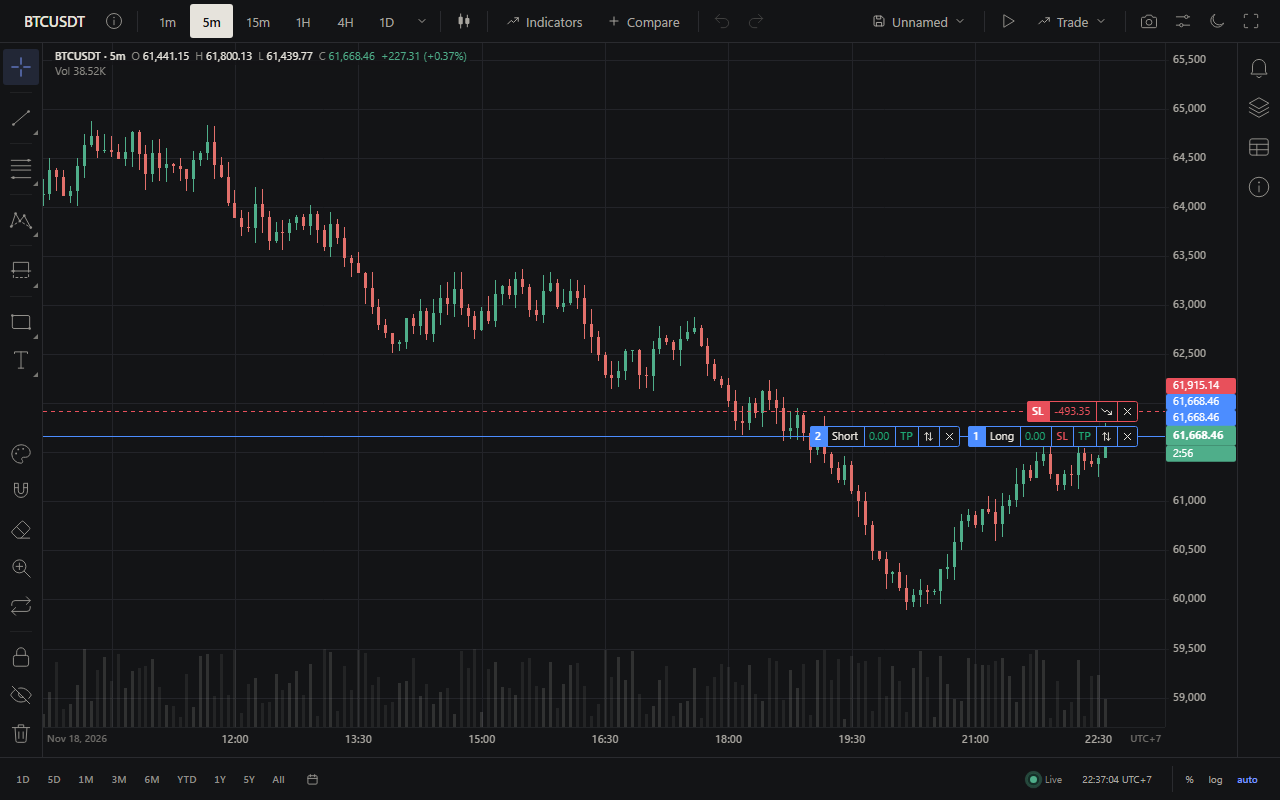 BTCUSDT 1m 5m 15m 1H 4H 1D Indicators Compare Unnamed Trade
BTCUSDT · 5m O 61,441.15 H 61,800.13 L 61,439.77 C 61,668.46 +227.31 (+0.37%)
Vol 38.52K
65,500
65,000
64,500
64,000
63,500
63,000
62,500
61,915.14
61,668.46
61,668.46
61,668.46
2:56
SL -493.35
2 Short 0.00 TP
1 Long 0.00 SL TP
61,000
60,500
60,000
59,500
59,000
Nov 18, 2026 12:00 13:30 15:00 16:30 18:00 19:30 21:00 22:30 UTC+7
1D 5D 1M 3M 6M YTD 1Y 5Y All Live 22:37:04 UTC+7 % log auto